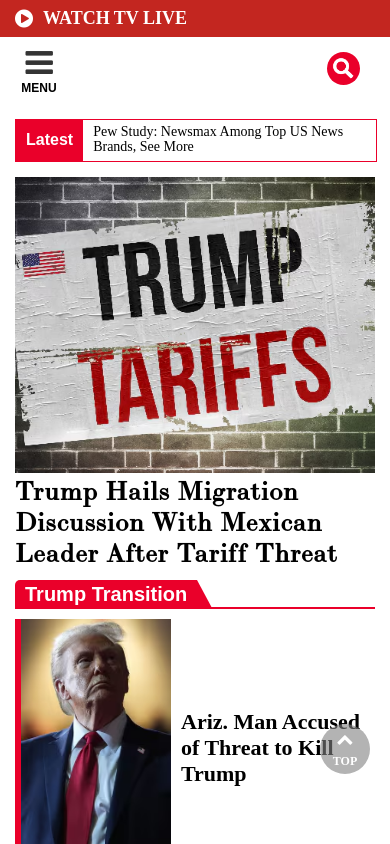 WATCH TV LIVE
MENU
Latest
Pew Study: Newsmax Among Top US News
Brands, See More
TRUMP
TARIFFS
Trump Hails Migration
Discussion With Mexican
Leader After Tariff Threat
Trump Transition
Ariz. Man Accused
of Threat to Kill
Trump
TOP